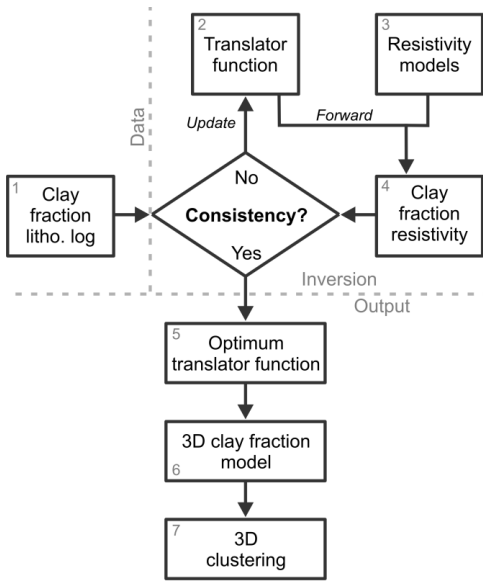 2
Translator
function
3
Resistivity
models
Data
Update
Forward
1
Clay
fraction
litho. log
No
Consistency?
Yes
4
Clay
fraction
resistivity
Inversion
Output
5
Optimum
translator function
3D clay fraction
model
6
7
3D
clustering